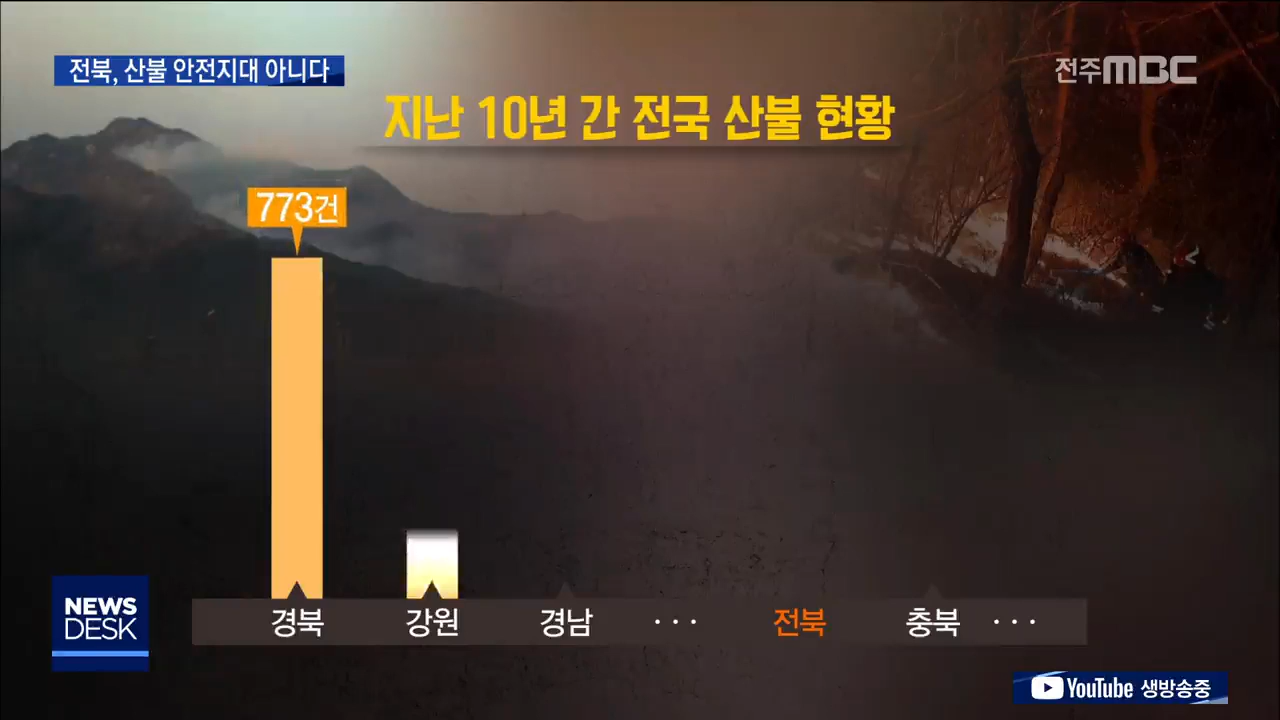 전북, 산불 안전지대 아니다
전주MBC
지난 10년 간 전국 산불 현황
773건
경북 강원 경남 ··· 전북 충북 ···
NEWS
DESK
YouTube 생방송중